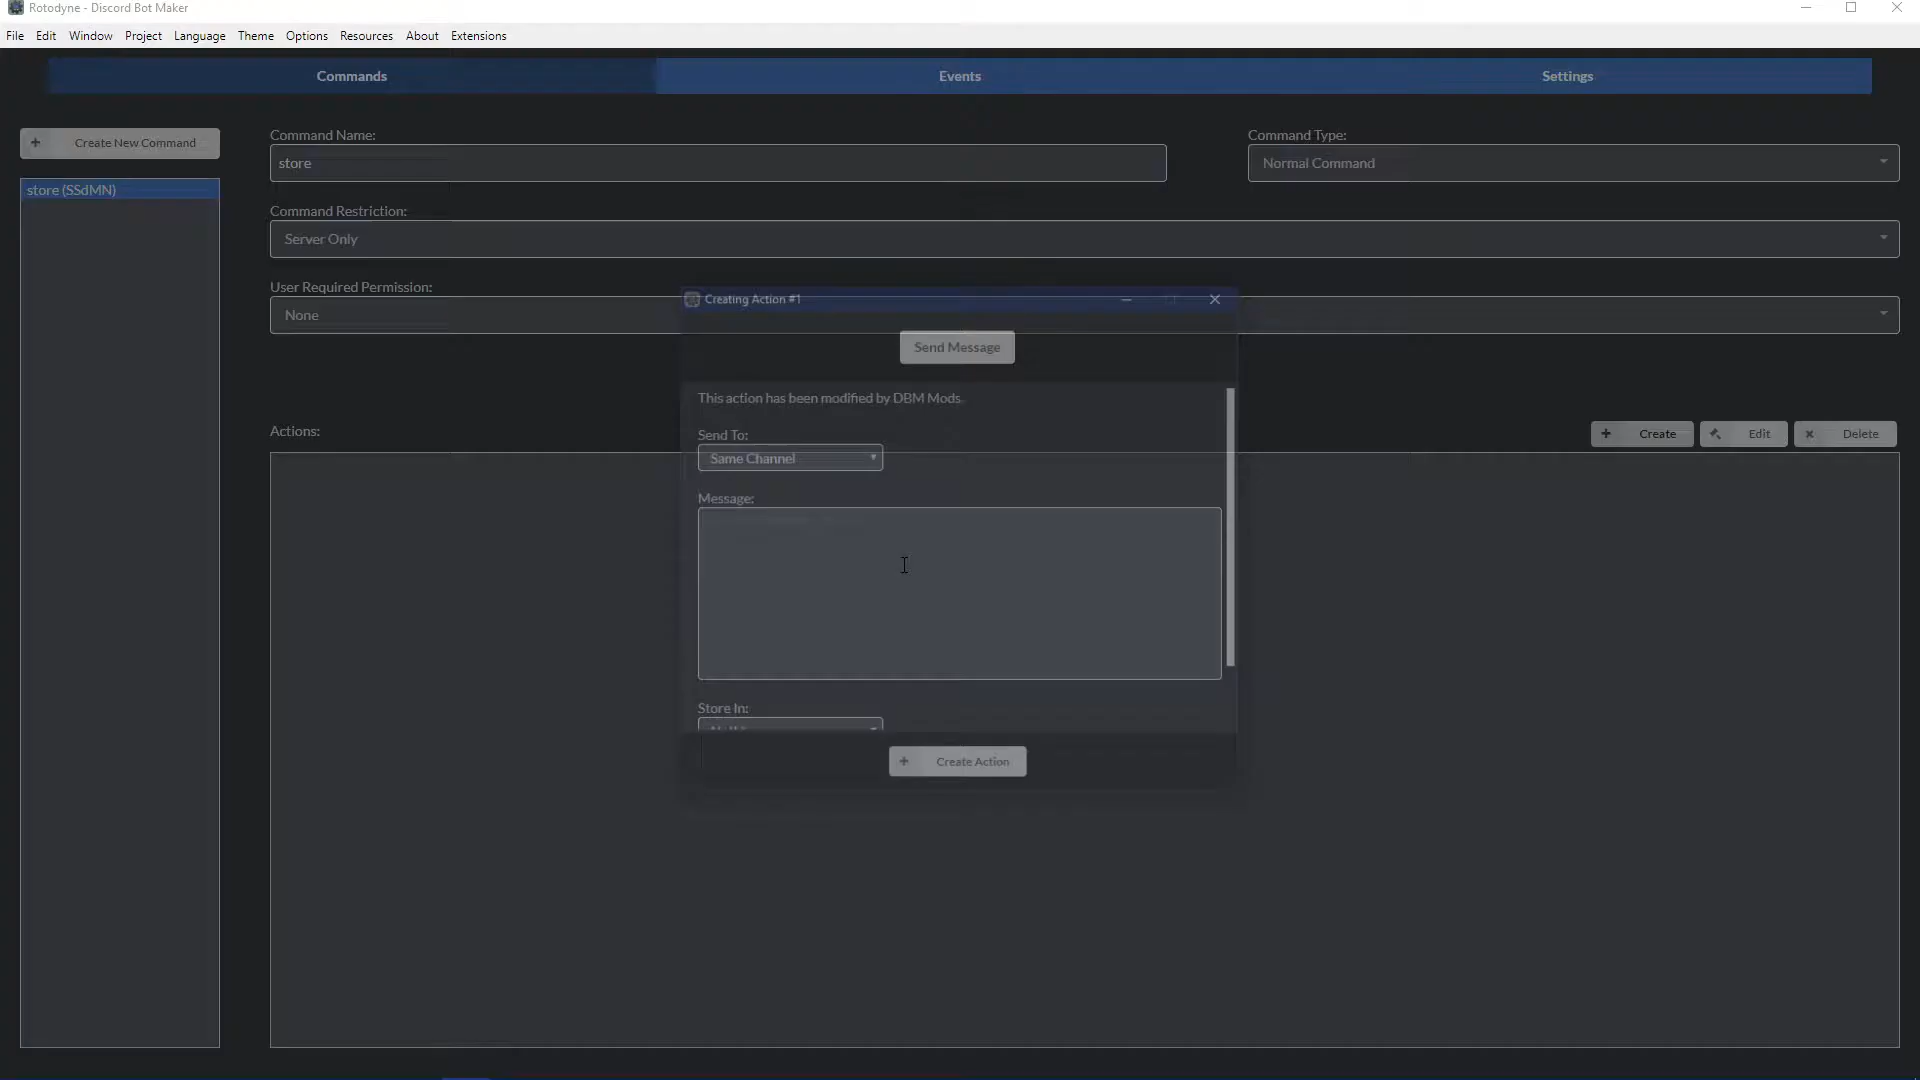 Rotodyne - Discord Bot Maker
File Edit Window Project Language Theme Options Resources About Extensions
Commands Events Settings
+ Create New Command
store (SSdMN)
Command Name:
store
Command Type:
Normal Command
Command Restriction:
Server Only
User Required Permission:
None
Creating Action #1
Send Message
This action has been modified by DBM Mods.
Send To:
Same Channel
Message:
Store In:
+ Create Action
Actions:
+ Create Edit × Delete